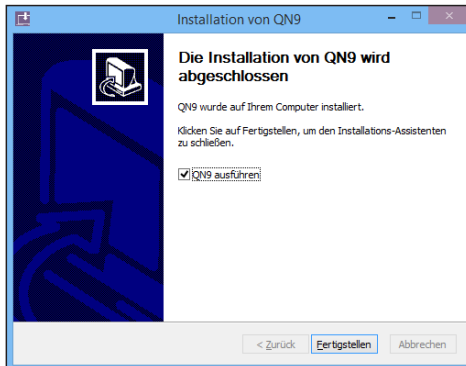 Installation von QN9
Die Installation von QN9 wird
abgeschlossen
QN9 wurde auf Ihrem Computer installiert.
Klicken Sie auf Fertigstellen, um den Installations-Assistenten
zu schließen.
QN9 ausführen
< Zurück Fertigstellen Abbrechen